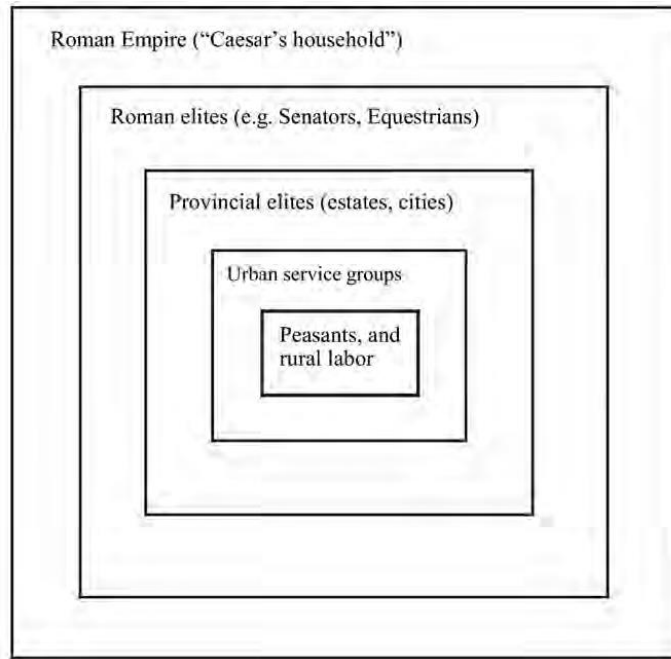 Roman Empire (“Caesar’s household”)
Roman elites (e.g. Senators, Equestrians)
Provincial elites (estates, cities)
Urban service groups
Peasants, and
rural labor